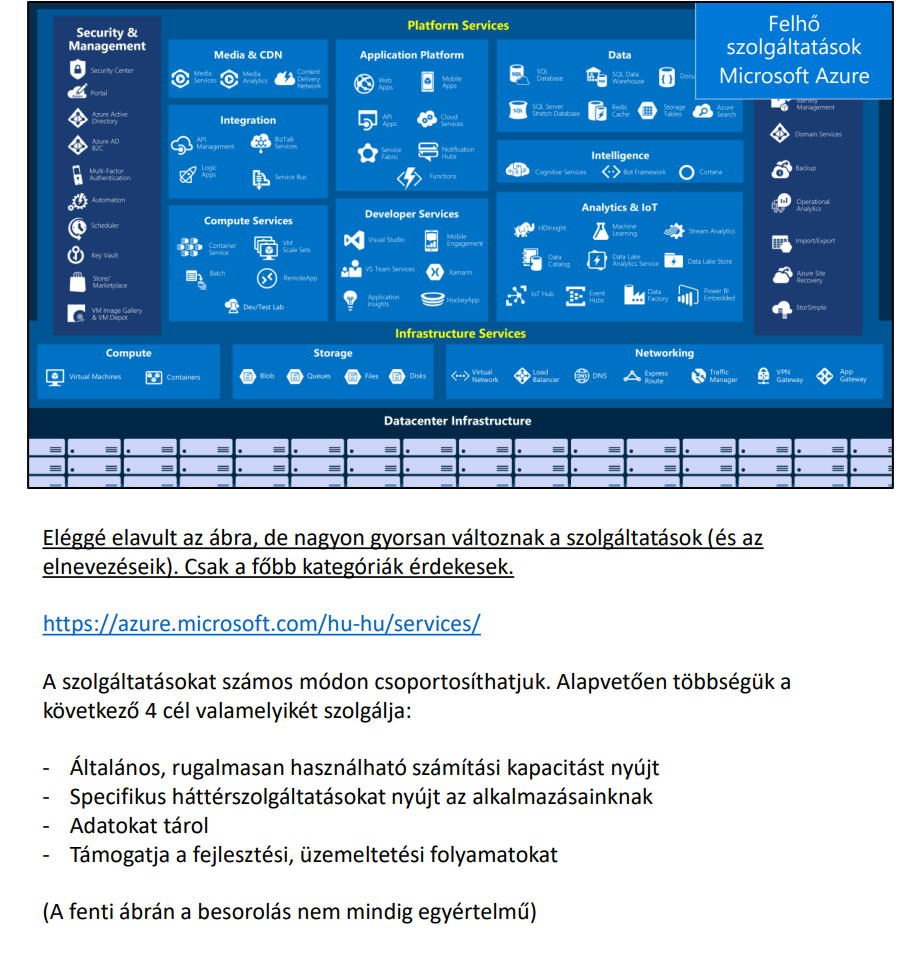 Platform Services
Felhő
szolgáltatások
Microsoft Azure
Security &
Management
Security Center
Portal
Azure Active
Directory
Azure AD
B2C
Multi-Factor
Authentication
Automation
Scheduler
Key Vault
Store/
Marketplace
VM Image Gallery
& VM Depot
Media & CDN
Media
Services
Media
Analytics
Content
Delivery
Network
Integration
API
Management
BizTalk
Services
Logic
Apps
Service Bus
Compute Services
Container
Service
VM
Scale Sets
Batch
RemoteApp
Dev/Test Lab
Application Platform
Web
Apps
Mobile
Apps
API
Apps
Cloud
Services
Service
Fabric
Notification
Hubs
Functions
Developer Services
Visual Studio
Mobile
Engagement
VS Team Services
Xamarin
Application
Insights
HockeyApp
Data
SQL
Database
SQL Data
Warehouse
Docu
SQL Server
Stretch Database
Redis
Cache
Storage
Tables
Azure
Search
Intelligence
Cognitive Services
Bot Framework
Cortana
Analytics & IoT
HDInsight
Machine
Learning
Stream Analytics
Data
Catalog
Data Lake
Analytics Service
Data Lake Store
IoT Hub
Event
Hubs
Data
Factory
Power BI
Embedded
Management
Domain Services
Backup
Operational
Analytics
Import/Export
Azure Site
Recovery
StorSimple
Infrastructure Services
Compute
Virtual Machines
Containers
Storage
Blob
Queues
Files
Disks
Networking
Virtual
Network
Load
Balancer
DNS
Express
Route
Traffic
Manager
VPN
Gateway
App
Gateway
Datacenter Infrastructure
Eléggé elavult az ábra, de nagyon gyorsan változnak a szolgáltatások (és az
elnevezéseik). Csak a főbb kategóriák érdekesek.
https://azure.microsoft.com/hu-hu/services/
A szolgáltatásokat számos módon csoportosíthatjuk. Alapvetően többségük a
következő 4 cél valamelyikét szolgálja:
- Általános, rugalmasan használható számítási kapacitást nyújt
- Specifikus háttérszolgáltatásokat nyújt az alkalmazásainknak
- Adatokat tárol
- Támogatja a fejlesztési, üzemeltetési folyamatokat
(A fenti ábrán a besorolás nem mindig egyértelmű)